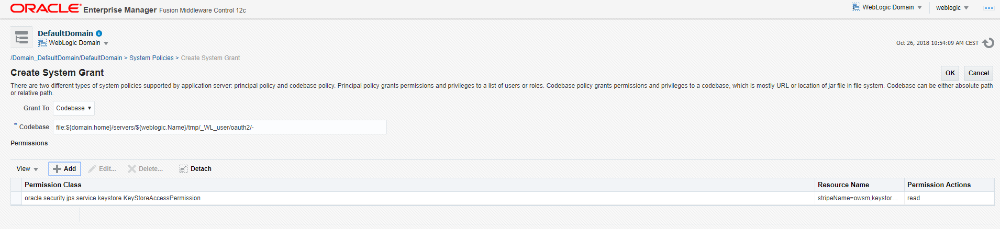 ORACLE® Enterprise Manager Fusion Middleware Control 12c
WebLogic Domain ▼ weblogic ▼
DefaultDomain
WebLogic Domain ▼
Oct 26, 2018 10:54:09 AM CEST
/Domain_DefaultDomain/DefaultDomain > System Policies > Create System Grant
Create System Grant
OK Cancel
There are two different types of system policies supported by application server: principal policy and codebase policy. Principal policy grants permissions and privileges to a list of users or roles. Codebase policy grants permissions and privileges to a codebase, which is mostly URL or location of jar file in file system. Codebase can be either absolute path
or relative path.
Grant To Codebase ▼
* Codebase file:${domain.home}/servers/${weblogic.Name}/tmp/_WL_user/oauth2/-
Permissions
View ▼ Add Edit... Delete... Detach
Permission Class Resource Name Permission Actions
oracle.security.jps.service.keystore.KeyStoreAccessPermission stripeName=owsm,keystor... read